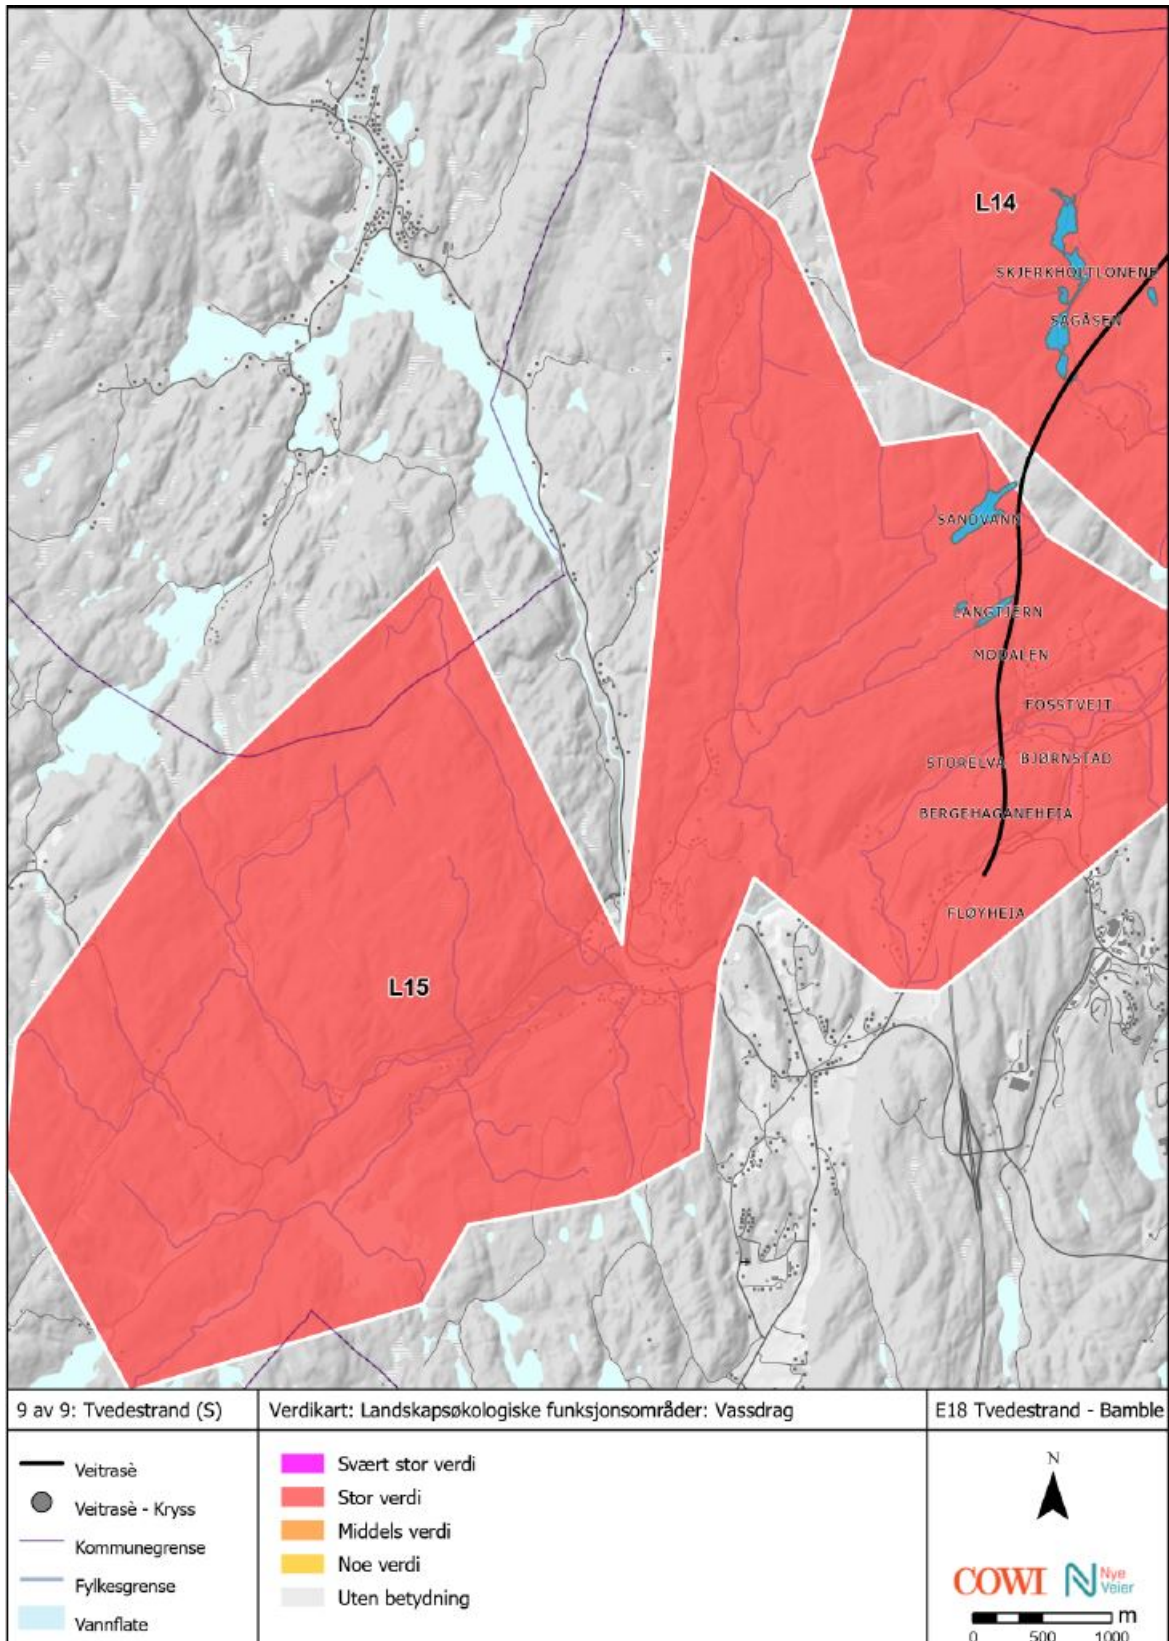 L14
SKJERKHOLTLONENE
SAGÅSEN
SANDVANN
LANGTJERN
MODALEN
FOSSTVEIT
STORELVA
BJØRNSTAD
BERGEHAGANEHEIA
FLØYHEIA
L15
9 av 9: Tvedestrand (S)
Verdikart: Landskapsøkologiske funksjonsområder: Vassdrag
E18 Tvedestrand - Bamble
Veitrasè
Veitrasè - Kryss
Kommunegrense
Fylkesgrense
Vannflate
Svært stor verdi
Stor verdi
Middels verdi
Noe verdi
Uten betydning
N
COWI
Nye
Veier
m
0 500 1000